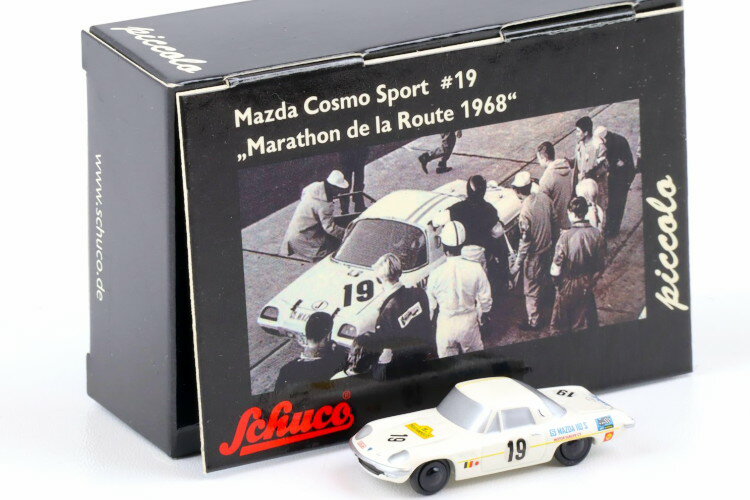 piccolo
www.schuco.de
Mazda Cosmo Sport #19
„Marathon de la Route 1968“
19
piccolo
Schuco
19
19
MAZDA 110 S
19